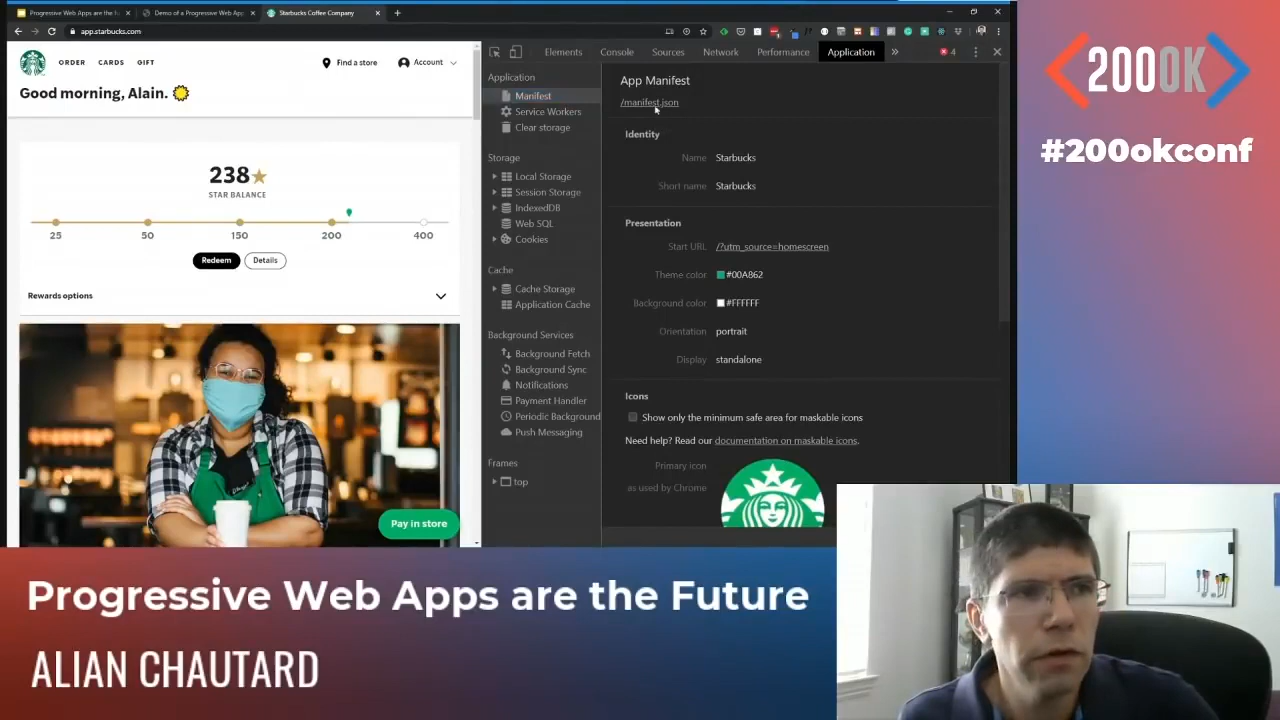 Progressive Web Apps are the F
Demo of a Progressive Web App
Starbucks Coffee Company
app.starbucks.com
ORDER
CARDS
GIFT
Find a store
Account
Good morning, Alain.
238
STAR BALANCE
25
50
150
200
400
Redeem
Details
Rewards options
Pay in store
Elements
Console
Sources
Network
Performance
Application
»
4
Application
Manifest
Service Workers
Clear storage
Storage
Local Storage
Session Storage
IndexedDB
Web SQL
Cookies
Cache
Cache Storage
Application Cache
Background Services
Background Fetch
Background Sync
Notifications
Payment Handler
Periodic Background
Push Messaging
Frames
top
App Manifest
/manifest.json
Identity
Name Starbucks
Short name Starbucks
Presentation
Start URL /?utm_source=homescreen
Theme color #00A862
Background color #FFFFFF
Orientation portrait
Display standalone
Icons
Show only the minimum safe area for maskable icons
Need help? Read our documentation on maskable icons.
Primary icon
as used by Chrome
200OK
#200okconf
Progressive Web Apps are the Future
ALIAN CHAUTARD